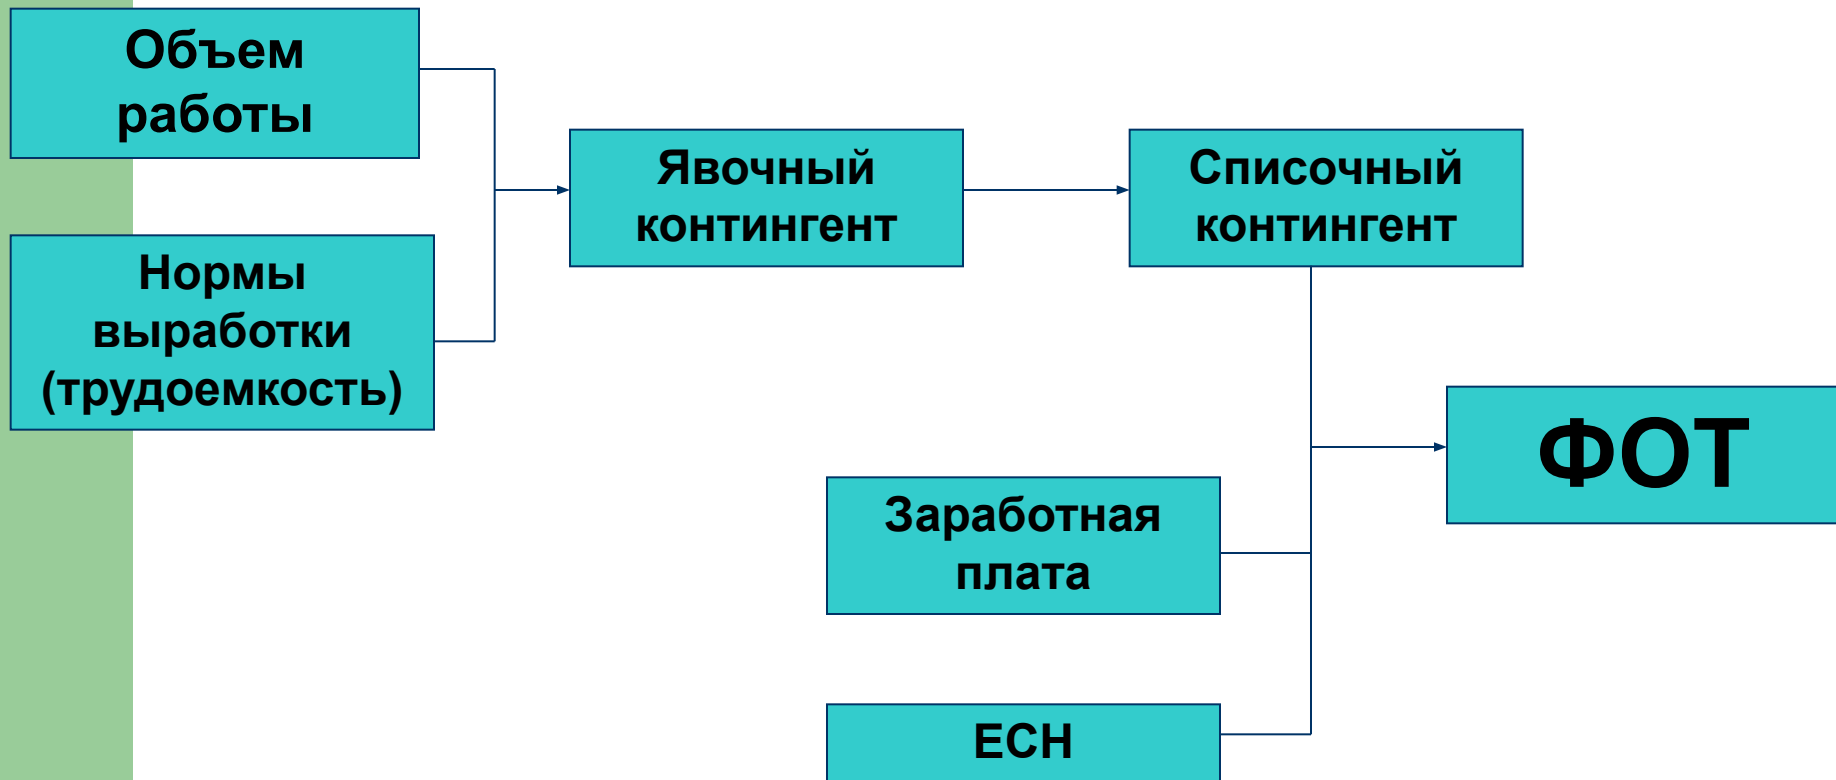 Объем
работы
Нормы
выработки
(трудоемкость)
Явочный
контингент
Списочный
контингент
Заработная
плата
ЕСН
ФОТ